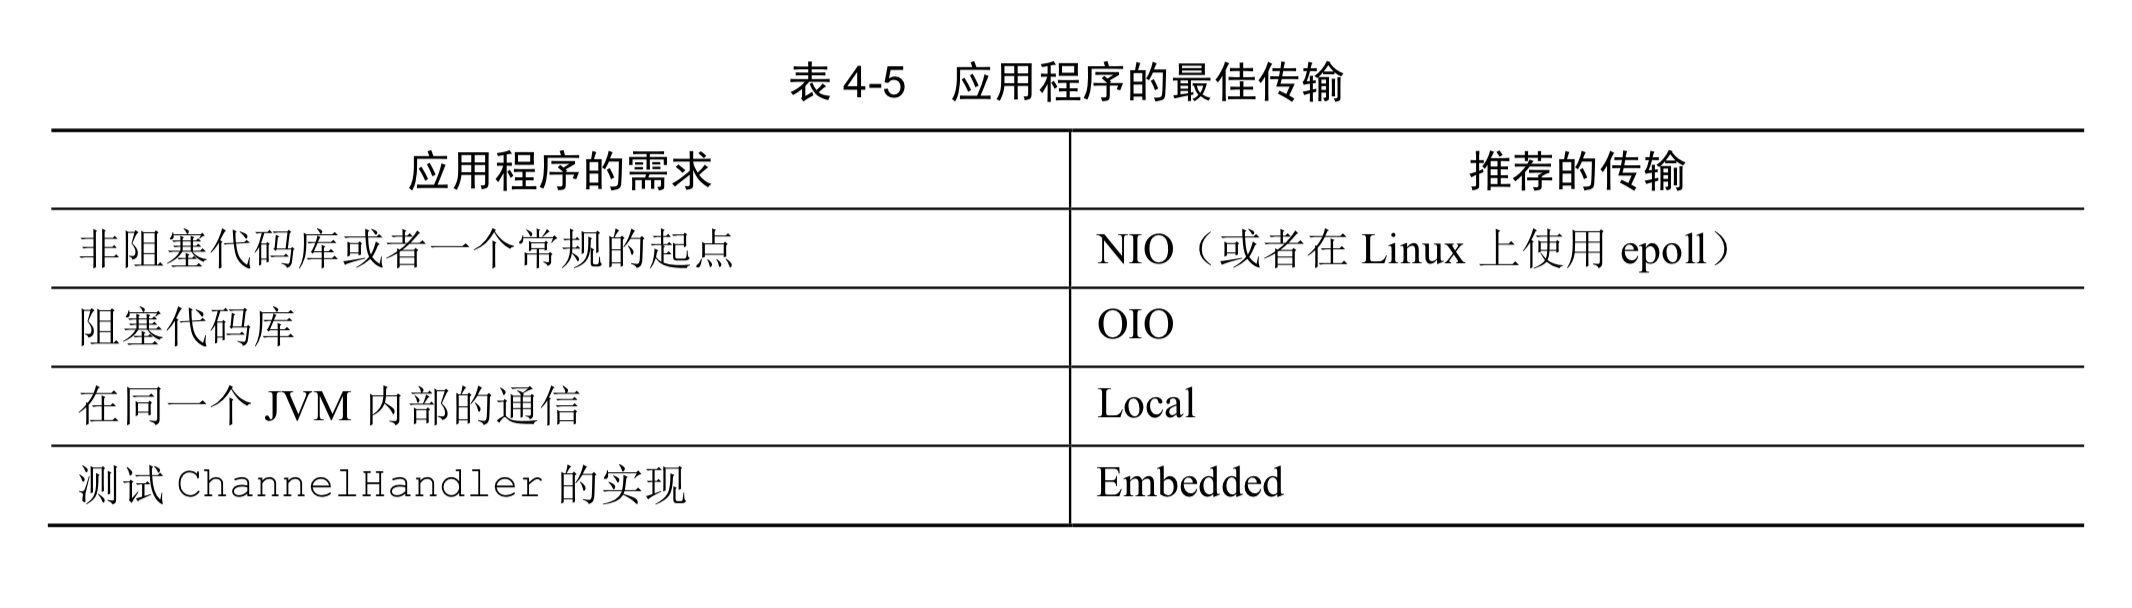 表 4-5 应用程序的最佳传输
应用程序的需求 推荐的传输
非阻塞代码库或者一个常规的起点 NIO（或者在 Linux 上使用 epoll）
阻塞代码库 OIO
在同一个 JVM 内部的通信 Local
测试 ChannelHandler 的实现 Embedded